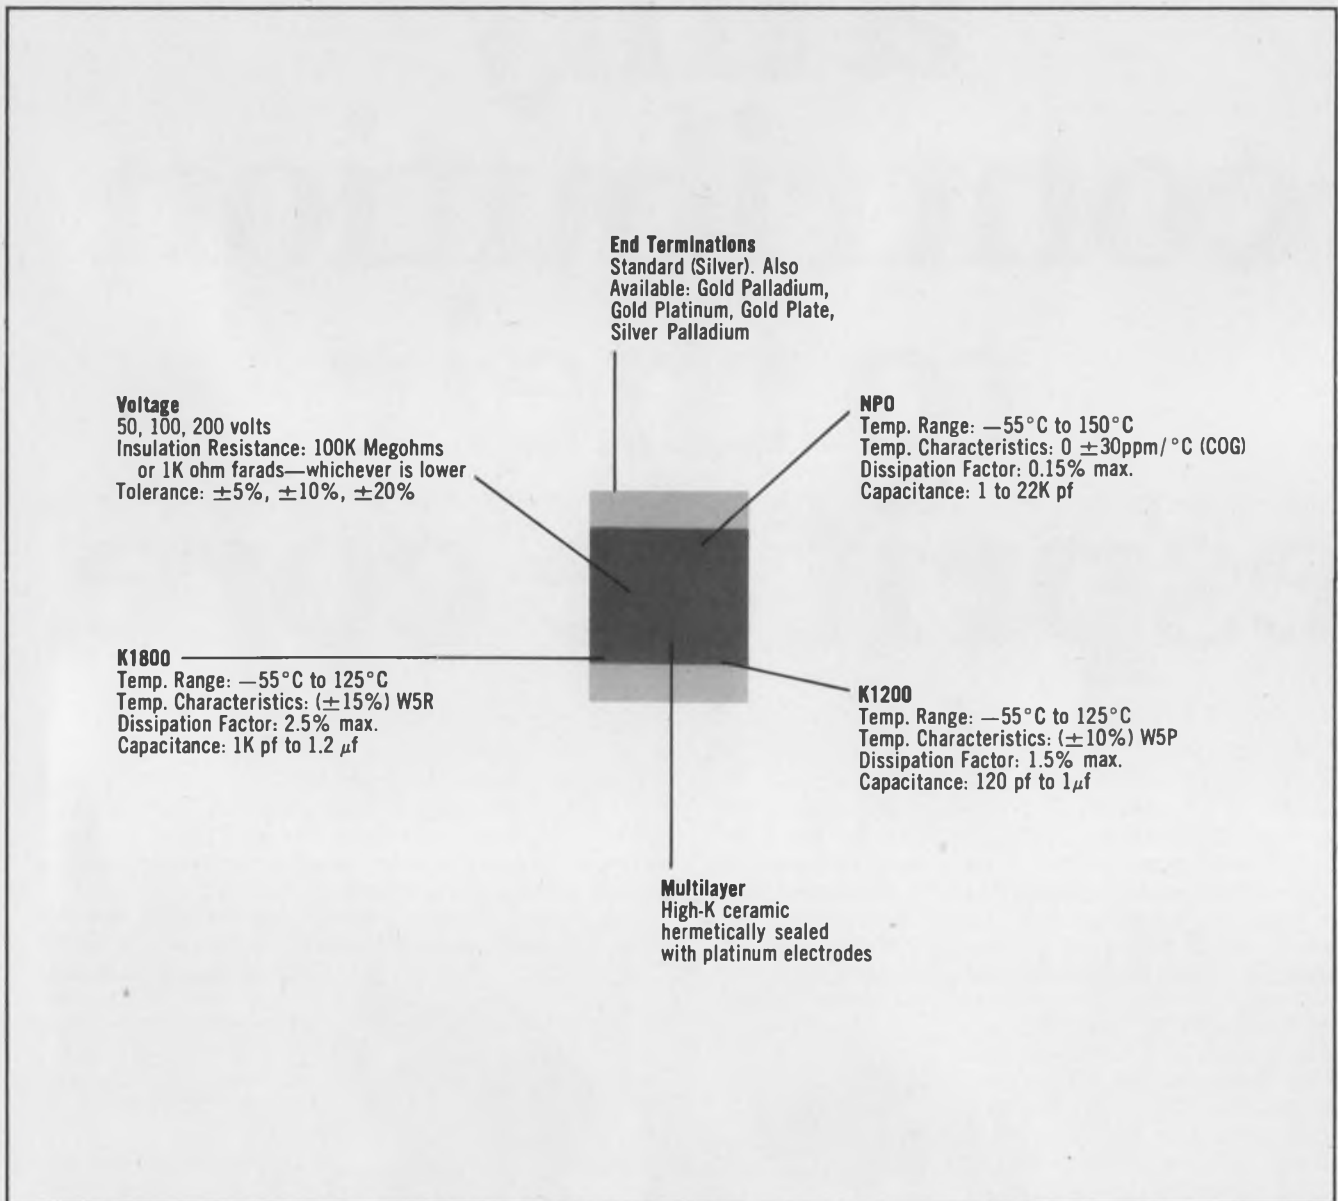 End Terminations
Standard (Silver). Also
Available: Gold Palladium,
Gold Platinum, Gold Plate,
Silver Palladium
Voltage
50, 100, 200 volts
Insulation Resistance: 100K Megohms
or 1K ohm farads—whichever is lower
Tolerance: ±5%, ±10%, ±20%
NPO
Temp. Range: —55°C to 150°C
Temp. Characteristics: 0 ±30ppm/°C (COG)
Dissipation Factor: 0.15% max.
Capacitance: 1 to 22K pf
K1800
Temp. Range: —55°C to 125°C
Temp. Characteristics: (±15%) W5R
Dissipation Factor: 2.5% max.
Capacitance: 1K pf to 1.2 μf
K1200
Temp. Range: —55°C to 125°C
Temp. Characteristics: (±10%) W5P
Dissipation Factor: 1.5% max.
Capacitance: 120 pf to 1μf
Multilayer
High-K ceramic
hermetically sealed
with platinum electrodes